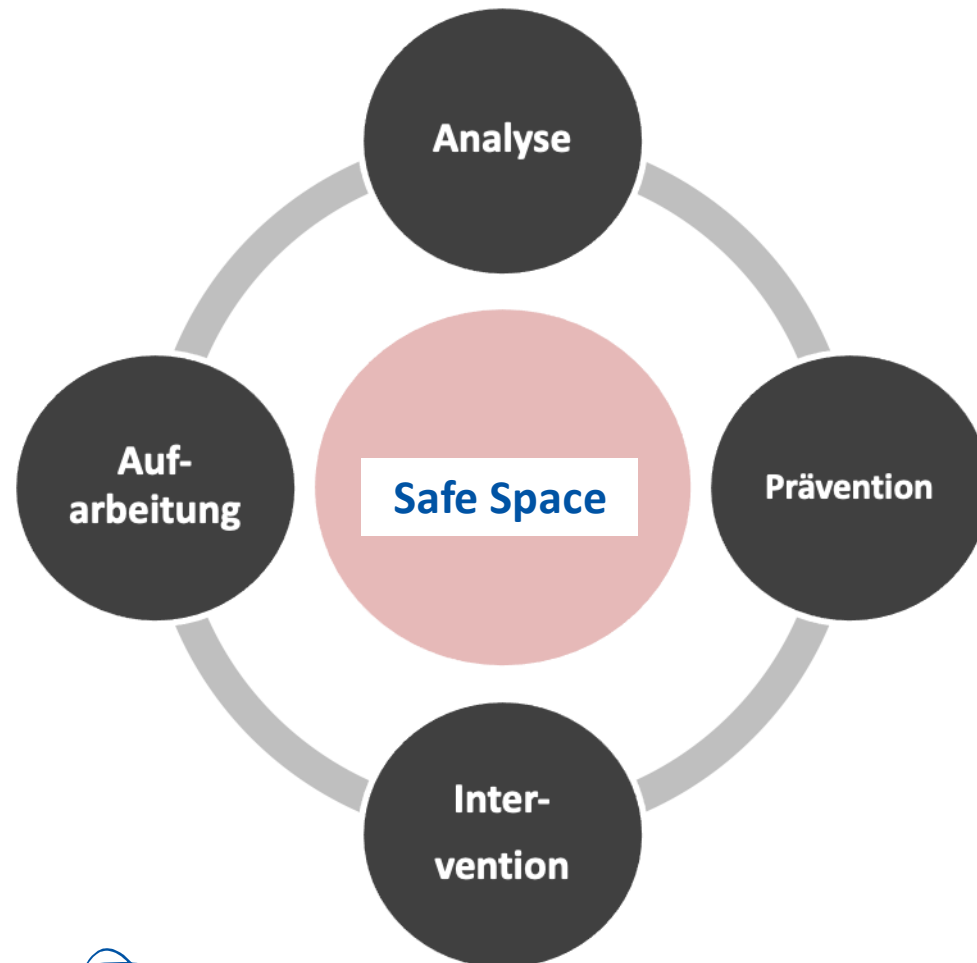 Analyse
Auf-
arbeitung
Safe Space
Prävention
Inter-
vention